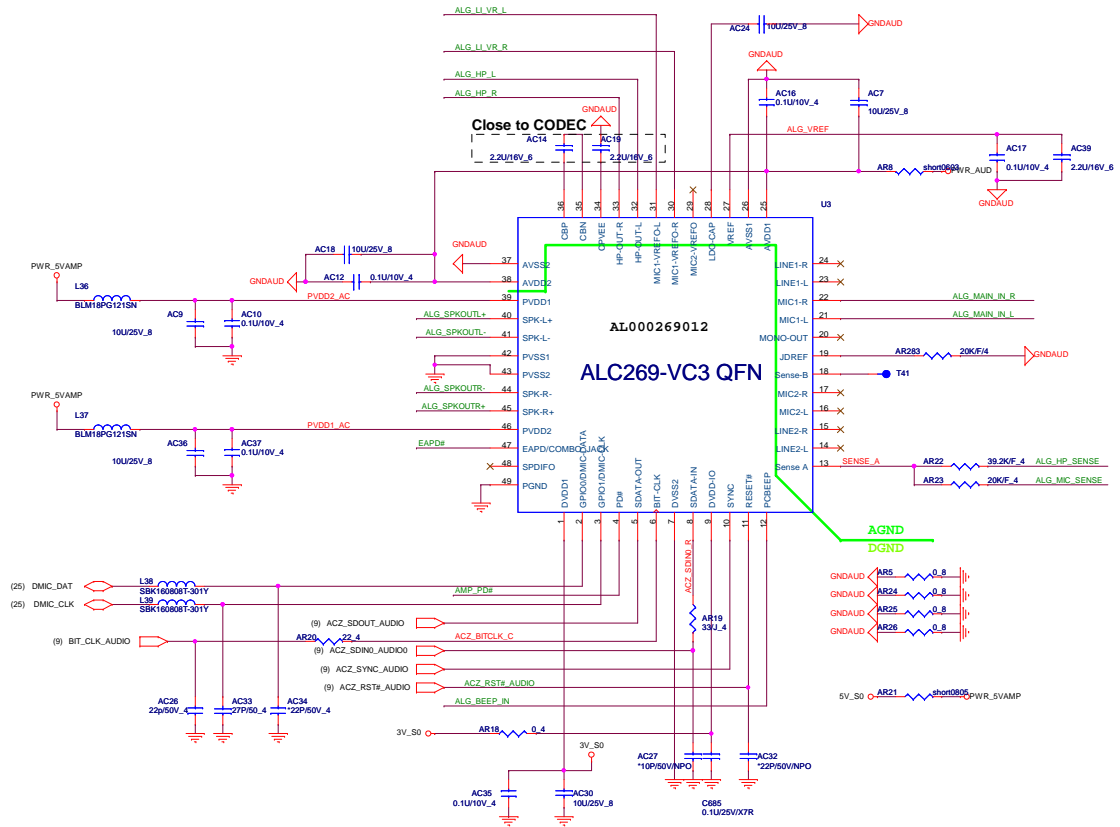 ALG_LI_VR_L
AC24
10U/25V_8
GNDAUD
ALG_LI_VR_R
GNDAUD
ALG_HP_L
ALG_HP_R
AC16
0.1U/10V_4
AC7
10U/25V_8
GNDAUD
Close to CODEC
AC14
AC19
2.2U/16V_6
2.2U/16V_6
ALG_VREF
AC17
0.1U/10V_4
AC39
2.2U/16V_6
AR8
short0603
PWR_AUD
GNDAUD
U3
36
35
34
33
32
31
30
29
28
27
26
25
CBP
CBN
CPVEE
HP-OUT-R
HP-OUT-L
MIC1-VREFO-L
MIC1-VREFO-R
MIC2-VREFO
LDO-CAP
VREF
AVSS1
AVDD1
AC18
10U/25V_8
GNDAUD
GNDAUD
AC12
0.1U/10V_4
PWR_5VAMP
L36
BLM18PG121SN
PVDD2_AC
AC9
10U/25V_8
AC10
0.1U/10V_4
ALG_SPKOUTL+
ALG_SPKOUTL-
ALG_SPKOUTR-
ALG_SPKOUTR+
PWR_5VAMP
L37
BLM18PG121SN
PVDD1_AC
AC36
10U/25V_8
AC37
0.1U/10V_4
EAPD#
37 AVSS2
38 AVDD2
39 PVDD1
40 SPK-L+
41 SPK-L-
42 PVSS1
43 PVSS2
44 SPK-R-
45 SPK-R+
46 PVDD2
47 EAPD/COMBO JACK
48 SPDIFO
49 PGND
AL000269012
ALC269-VC3 QFN
LINE1-R 24
LINE1-L 23
MIC1-R 22
MIC1-L 21
MONO-OUT 20
JDREF 19
Sense-B 18
MIC2-R 17
MIC2-L 16
LINE2-R 15
LINE2-L 14
Sense A 13
ALG_MAIN_IN_R
ALG_MAIN_IN_L
AR283
20K/F/4
GNDAUD
T41
SENSE_A
AR22
39.2K/F_4
ALG_HP_SENSE
AR23
20K/F_4
ALG_MIC_SENSE
DVDD1
GPIO0/DMIC-DATA
GPIO1/DMIC-CLK
PD#
SDATA-OUT
BIT-CLK
DVSS2
SDATA-IN
DVDD-IO
SYNC
RESET#
PCBEEP
1
2
3
4
5
6
7
8
9
10
11
12
AGND
DGND
ACZ_SDIN0_R
GNDAUD
AR5
0_8
GNDAUD
AR24
0_8
GNDAUD
AR25
0_8
GNDAUD
AR26
0_8
(25) DMIC_DAT
L38
SBK160808T-301Y
(25) DMIC_CLK
L39
SBK160808T-301Y
AMP_PD#
(9) ACZ_SDOUT_AUDIO
AR19
33/J_4
(9) BIT_CLK_AUDIO
AR20
22_4
ACZ_BITCLK_C
(9) ACZ_SDIN0_AUDIO0
(9) ACZ_SYNC_AUDIO
(9) ACZ_RST#_AUDIO
ACZ_RST#_AUDIO
ALG_BEEP_IN
5V_S0
AR21
short0805
PWR_5VAMP
AC26
22p/50V_4
AC33
27P/50_4
AC34
*22P/50V_4
3V_S0
AR18
0_4
3V_S0
AC27
*10P/50V/NPO
AC32
*22P/50V/NPO
AC35
0.1U/10V_4
AC30
10U/25V_8
C685
0.1U/25V/X7R